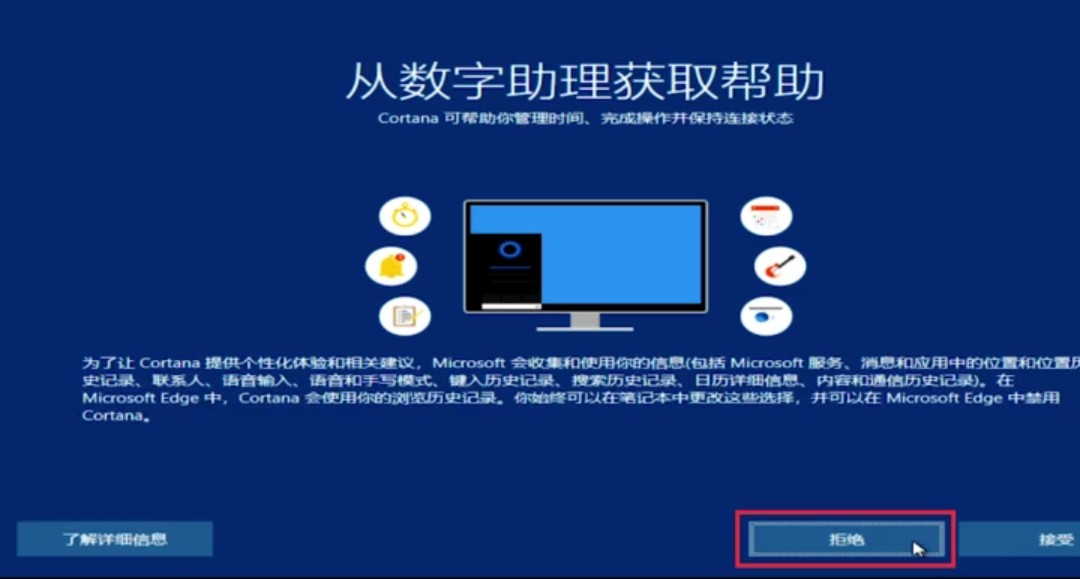 从数字助理获取帮助
Cortana 可帮助你管理时间、完成操作并保持连接状态
为了让 Cortana 提供个性化体验和相关建议，Microsoft 会收集和使用你的信息(包括 Microsoft 服务、消息和应用中的位置和位置历
史记录、联系人、语音输入、语音和手写模式、键入历史记录、搜索历史记录、日历详细信息、内容和通信历史记录)。在
Microsoft Edge 中，Cortana 会使用你的浏览历史记录。你始终可以在笔记本中更改这些选择，并可以在 Microsoft Edge 中禁用
Cortana。
了解详细信息
拒绝
接受